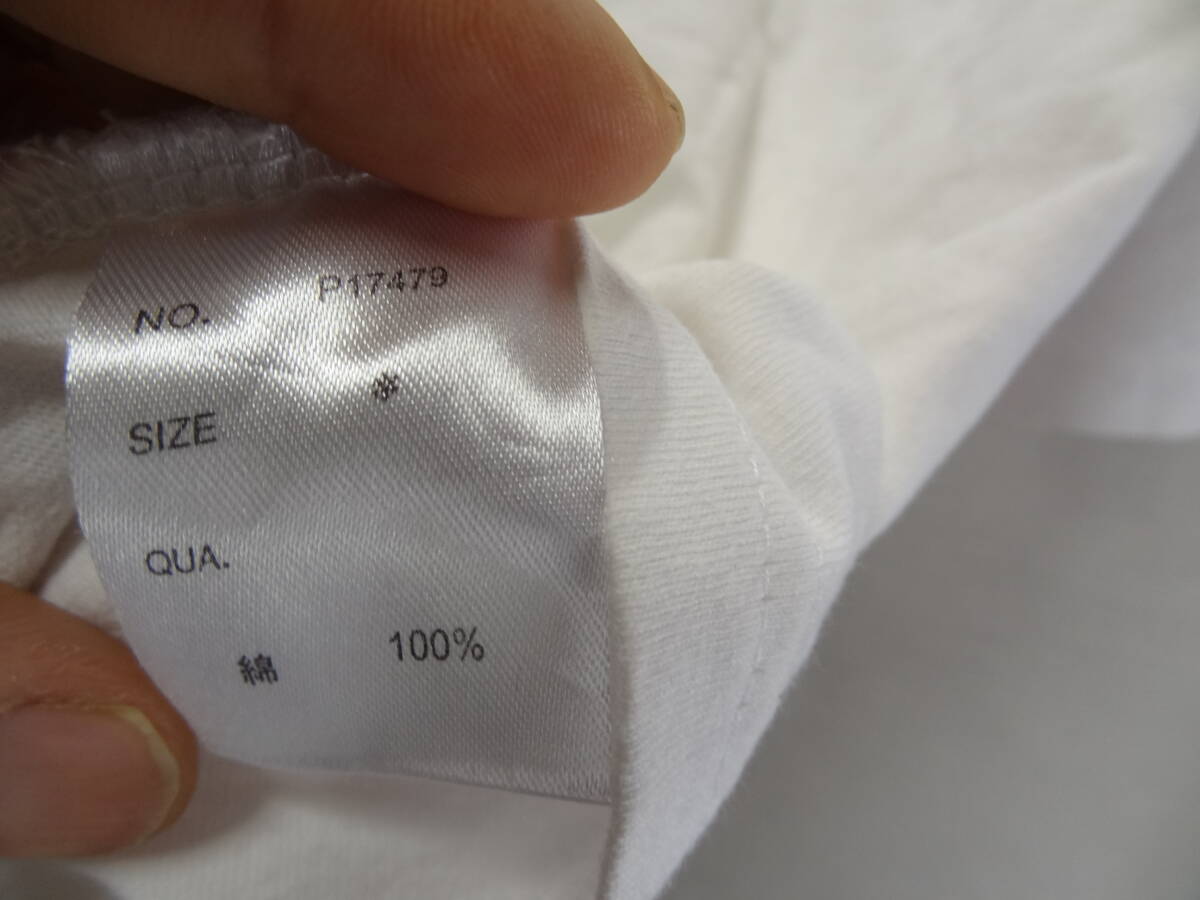 NO. P17479
SIZE
QUA.
綿 100%